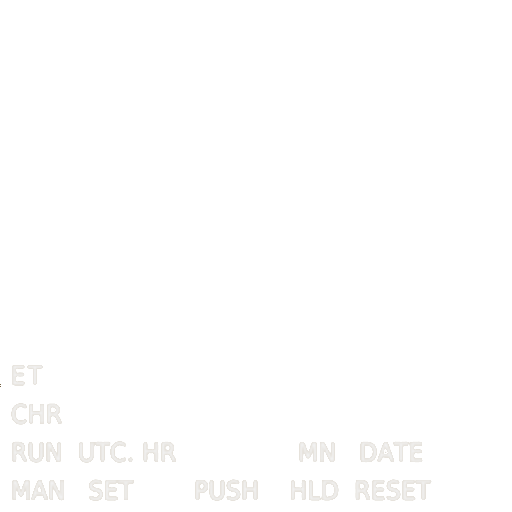 ET
CHR
RUN UTC. HR MN DATE
MAN SET PUSH HLD RESET